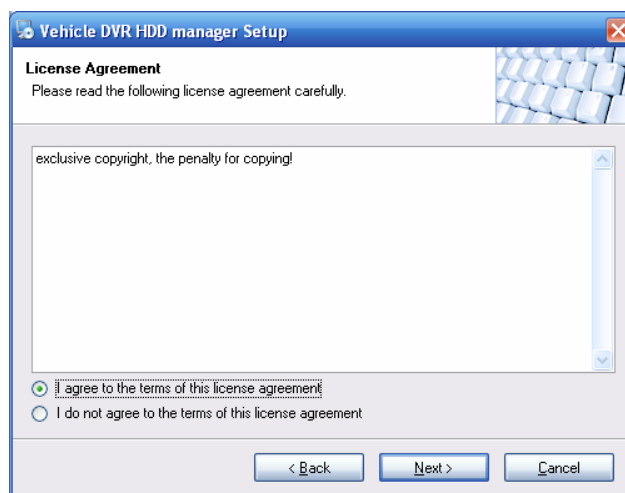 Vehicle DVR HDD manager Setup
License Agreement
Please read the following license agreement carefully.
exclusive copyright, the penalty for copying!
I agree to the terms of this license agreement
I do not agree to the terms of this license agreement
< Back Next > Cancel